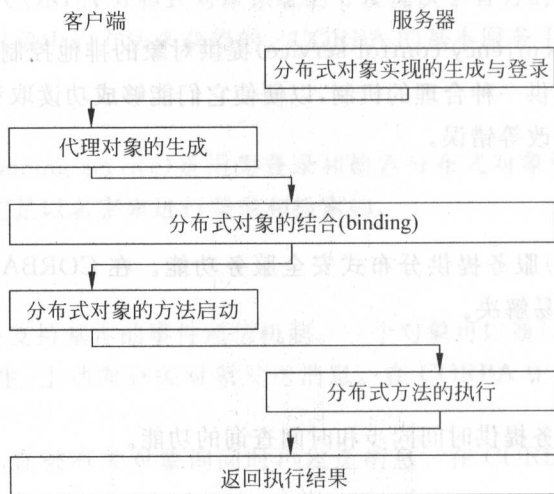 客户端
服务器
分布式对象实现的生成与登录
代理对象的生成
分布式对象的结合(binding)
分布式对象的方法启动
分布式方法的执行
返回执行结果